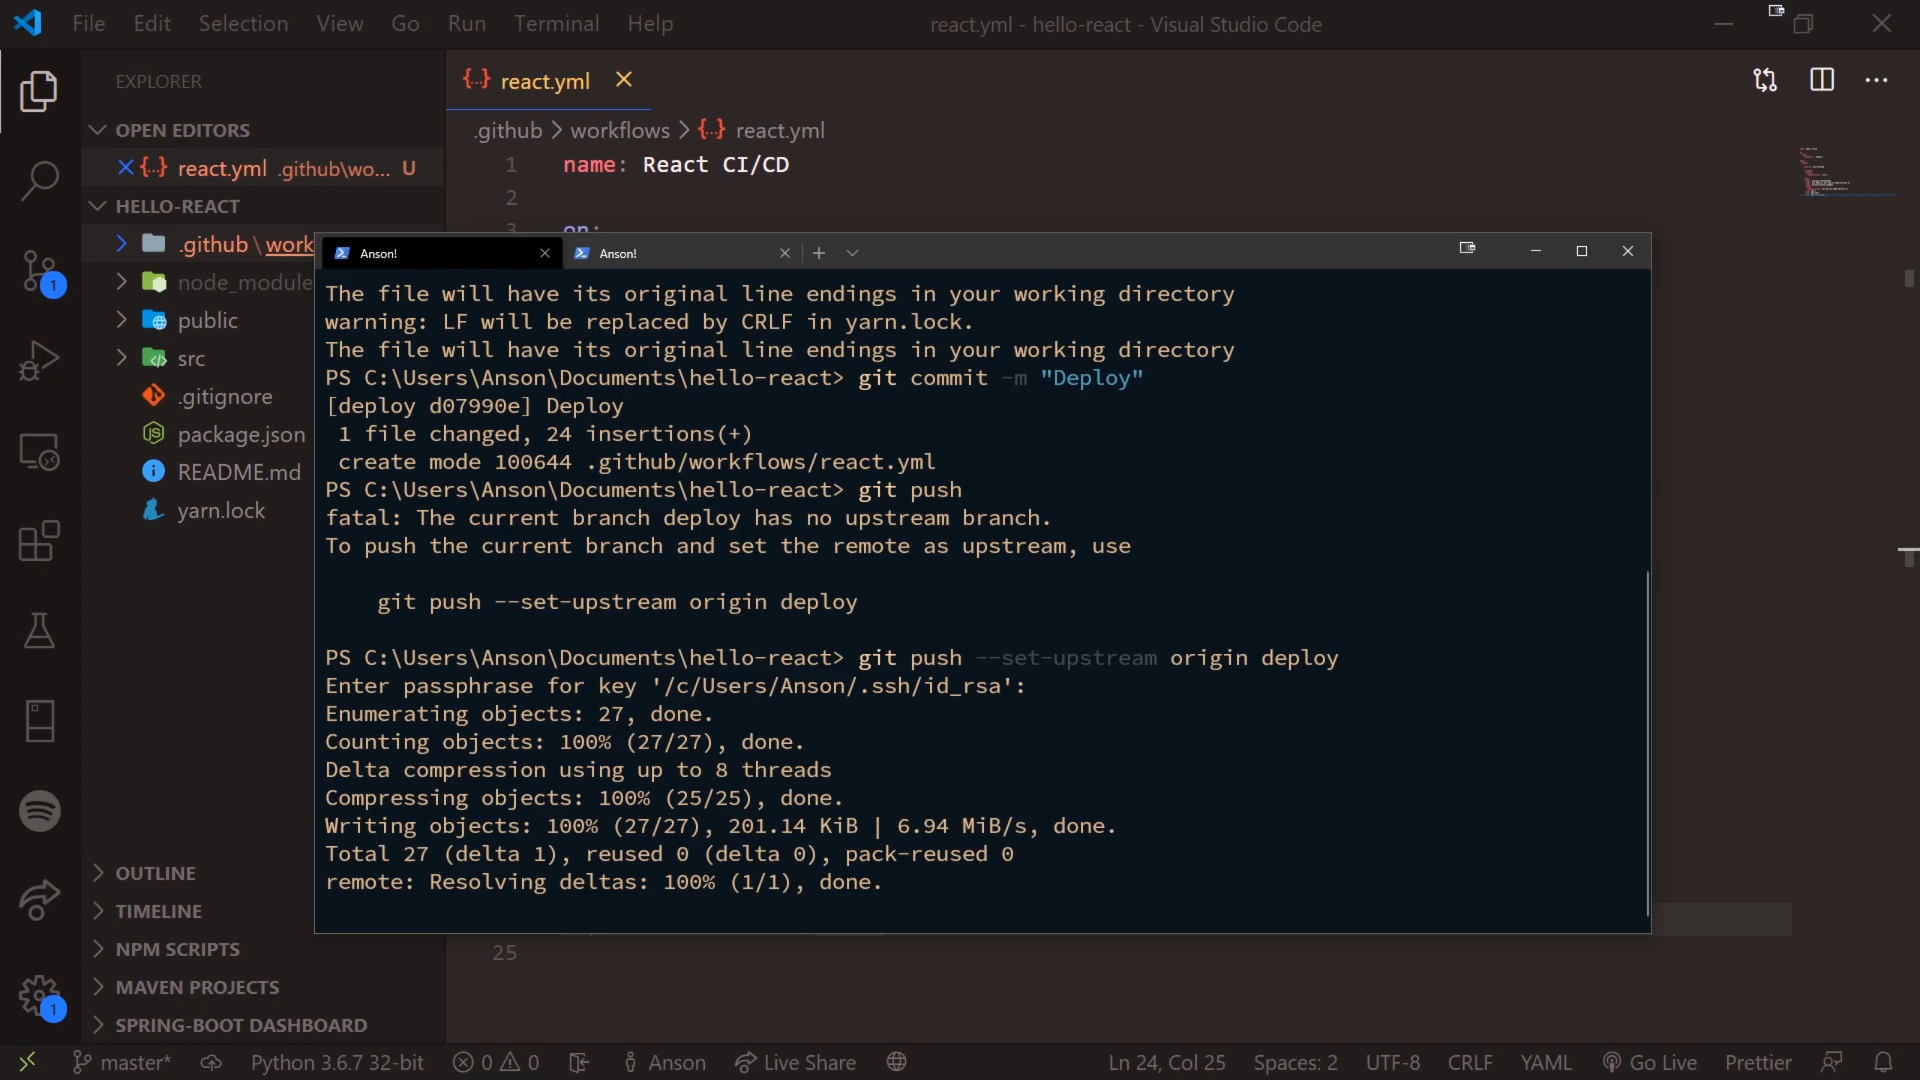 File Edit Selection View Go Run Terminal Help
react.yml - hello-react - Visual Studio Code
EXPLORER
OPEN EDITORS
{..} react.yml .github\wo... U
HELLO-REACT
.github \ work
node_module
public
src
.gitignore
package.json
README.md
yarn.lock
OUTLINE
TIMELINE
NPM SCRIPTS
MAVEN PROJECTS
SPRING-BOOT DASHBOARD
1
1
{..} react.yml
.github > workflows > {..} react.yml
1 name: React CI/CD
2
3 on:
Anson! Anson!
The file will have its original line endings in your working directory
warning: LF will be replaced by CRLF in yarn.lock.
The file will have its original line endings in your working directory
PS C:\Users\Anson\Documents\hello-react> git commit -m "Deploy"
[deploy d07990e] Deploy
1 file changed, 24 insertions(+)
create mode 100644 .github/workflows/react.yml
PS C:\Users\Anson\Documents\hello-react> git push
fatal: The current branch deploy has no upstream branch.
To push the current branch and set the remote as upstream, use
git push --set-upstream origin deploy
PS C:\Users\Anson\Documents\hello-react> git push --set-upstream origin deploy
Enter passphrase for key '/c/Users/Anson/.ssh/id_rsa':
Enumerating objects: 27, done.
Counting objects: 100% (27/27), done.
Delta compression using up to 8 threads
Compressing objects: 100% (25/25), done.
Writing objects: 100% (27/27), 201.14 KiB | 6.94 MiB/s, done.
Total 27 (delta 1), reused 0 (delta 0), pack-reused 0
remote: Resolving deltas: 100% (1/1), done.
25
master* Python 3.6.7 32-bit 0 0 Anson Live Share Ln 24, Col 25 Spaces: 2 UTF-8 CRLF YAML Go Live Prettier